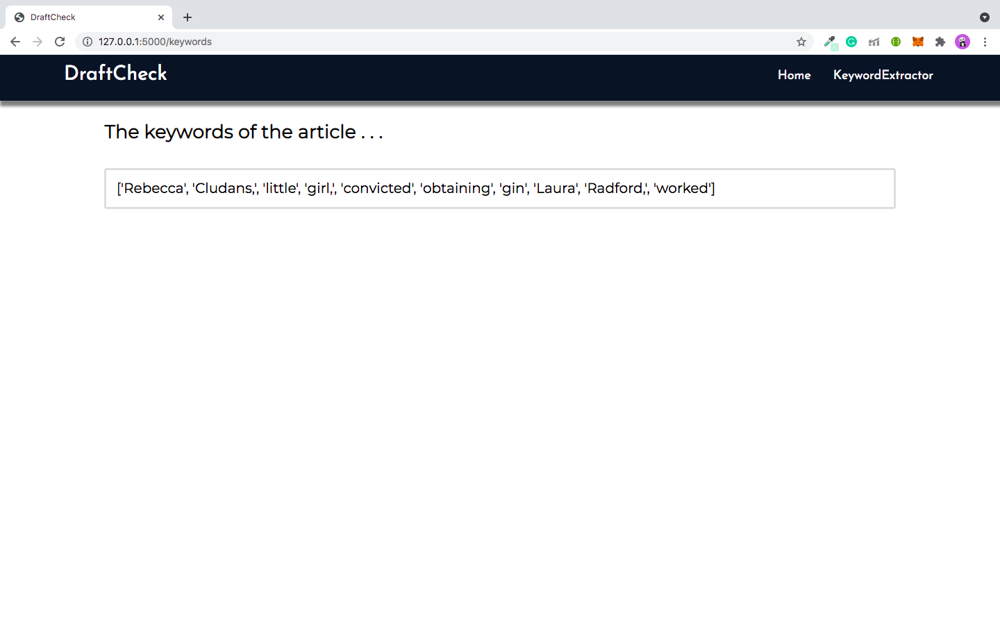 DraftCheck
127.0.0.1:5000/keywords
DraftCheck
Home
KeywordExtractor
The keywords of the article . . .
['Rebecca', 'Cludans,', 'little', 'girl,', 'convicted', 'obtaining', 'gin', 'Laura', 'Radford,', 'worked']